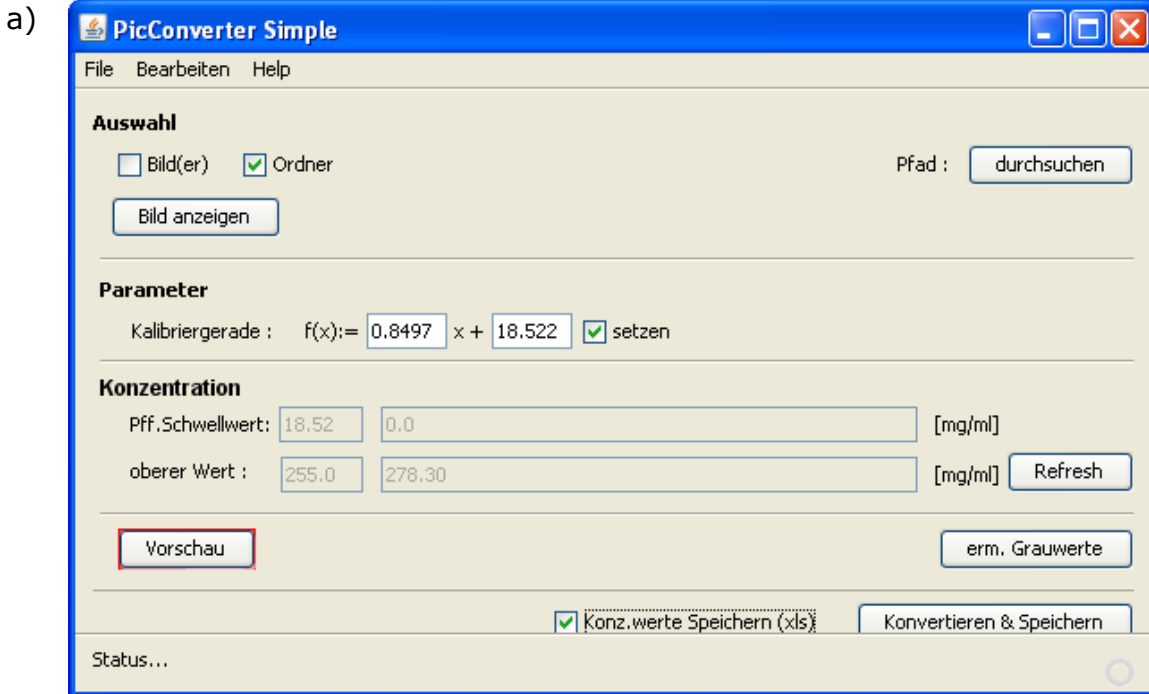 a)
PicConverter Simple
File Bearbeiten Help
Auswahl
Bild(er) Ordner Pfad : durchsuchen
Bild anzeigen
Parameter
Kalibriergerade : f(x):= 0.8497 x + 18.522 setzen
Konzentration
Pff.Schwellwert: 18.52 0.0 [mg/ml]
oberer Wert : 255.0 278.30 [mg/ml] Refresh
Vorschau erm. Grauwerte
Konz.werte Speichern (xls) Konvertieren & Speichern
Status...